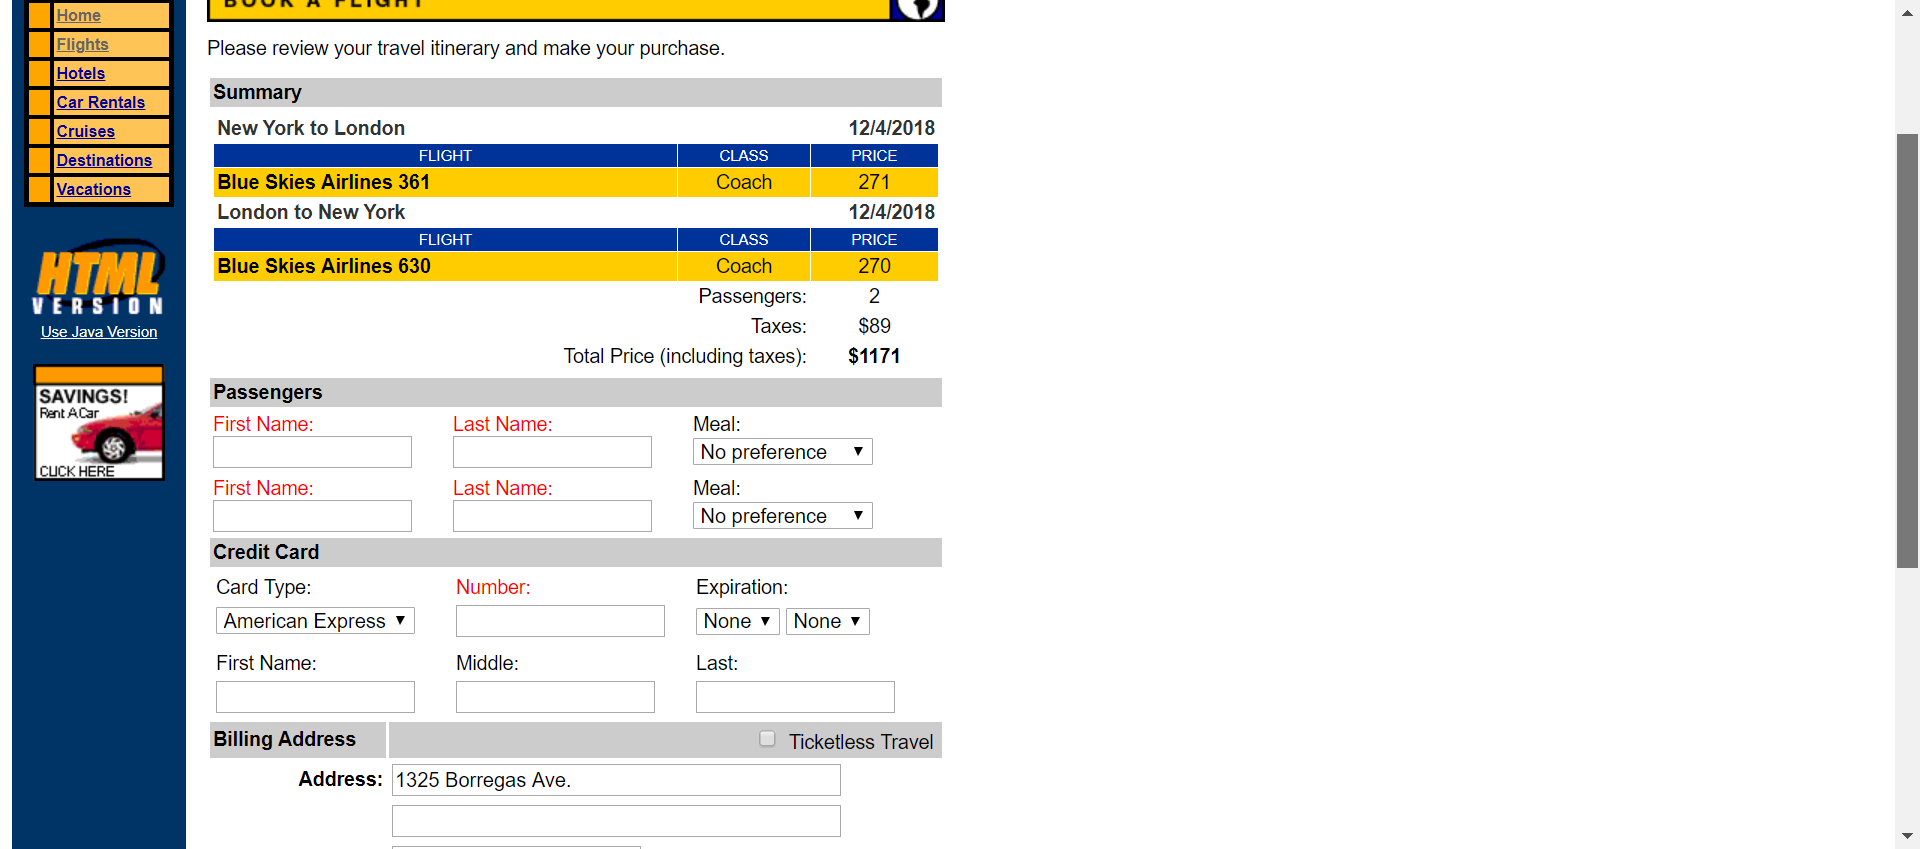 BOOK A FLIGHT
Home
Flights
Hotels
Car Rentals
Cruises
Destinations
Vacations
HTML
VERSION
Use Java Version
SAVINGS!
Rent A Car
CLICK HERE
Please review your travel itinerary and make your purchase.
Summary
New York to London 12/4/2018
FLIGHT CLASS PRICE
Blue Skies Airlines 361 Coach 271
London to New York 12/4/2018
FLIGHT CLASS PRICE
Blue Skies Airlines 630 Coach 270
Passengers: 2
Taxes: $89
Total Price (including taxes): $1171
Passengers
First Name: Last Name: Meal:
No preference
First Name: Last Name: Meal:
No preference
Credit Card
Card Type: Number: Expiration:
American Express None None
First Name: Middle: Last:
Billing Address Ticketless Travel
Address: 1325 Borregas Ave.